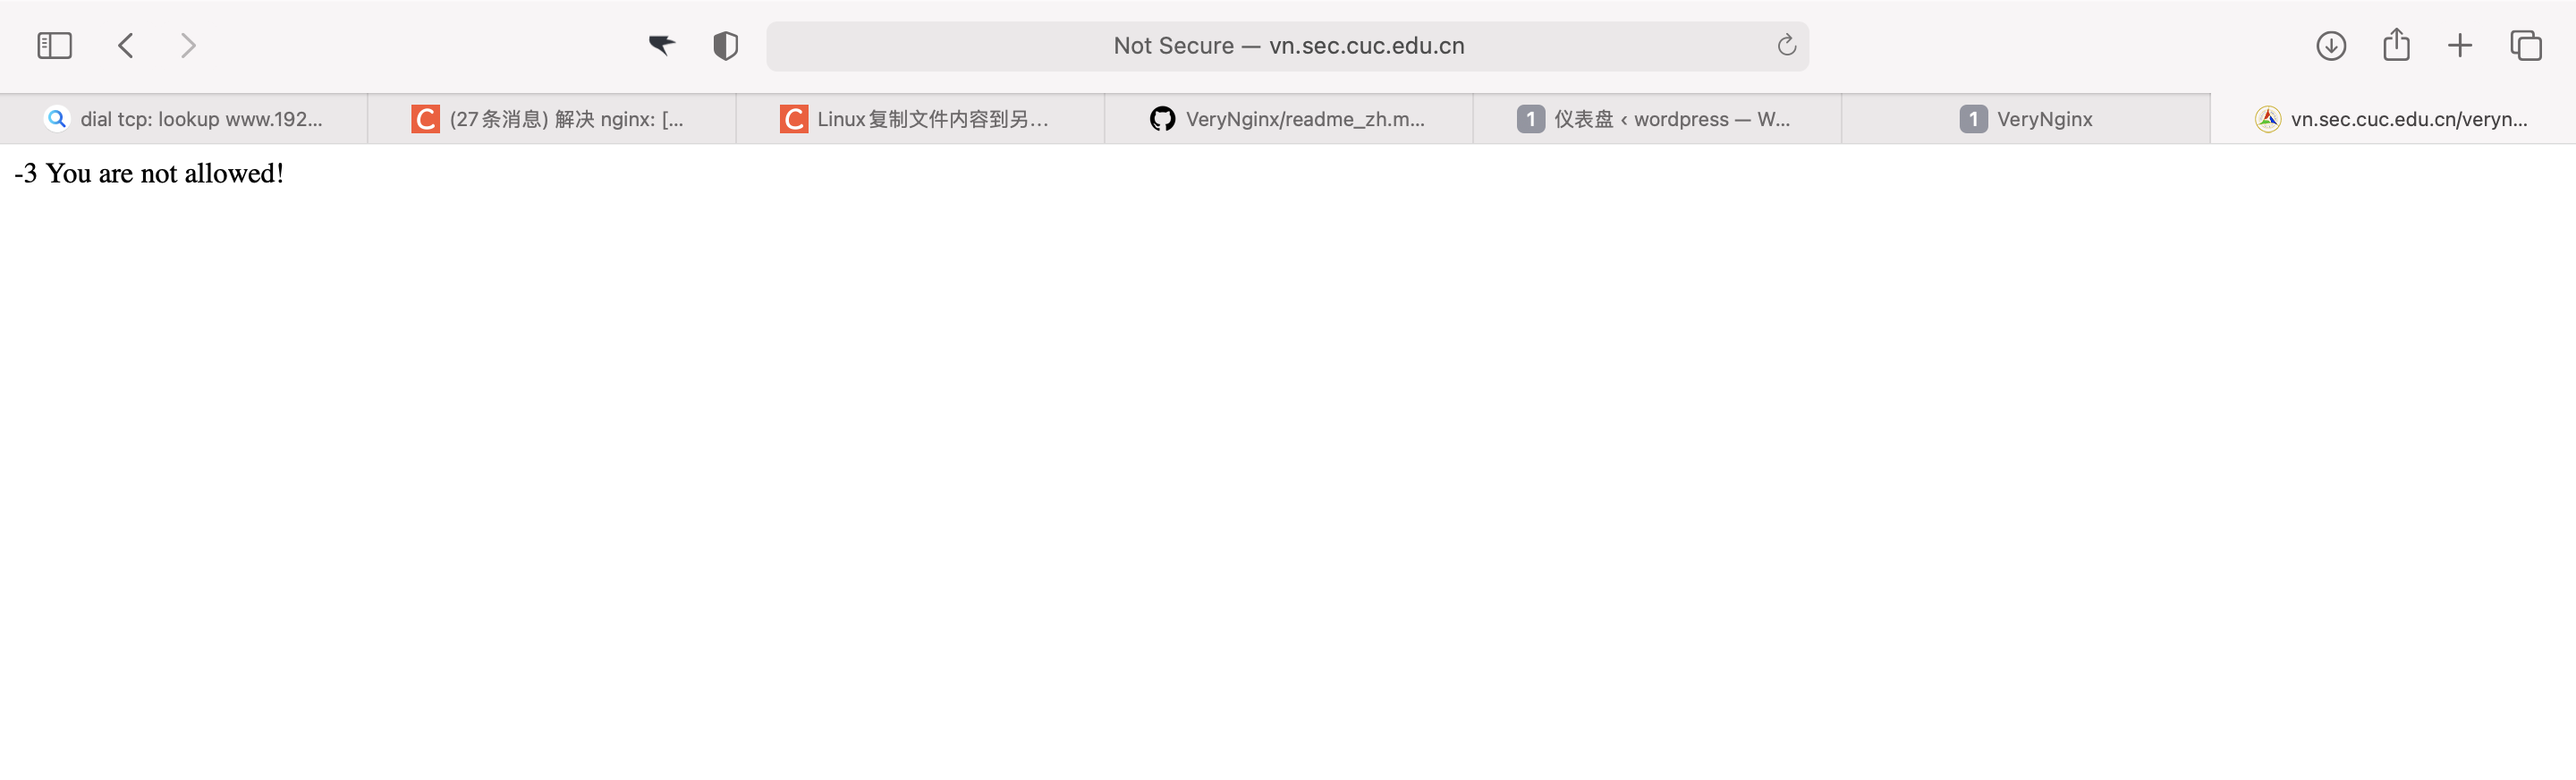 Not Secure — vn.sec.cuc.edu.cn
dial tcp: lookup www.192...
C (27条消息) 解决 nginx: [...
C Linux复制文件内容到另...
VeryNginx/readme_zh.m...
1 仪表盘 ‹ wordpress — W...
1 VeryNginx
vn.sec.cuc.edu.cn/veryn...
-3 You are not allowed!